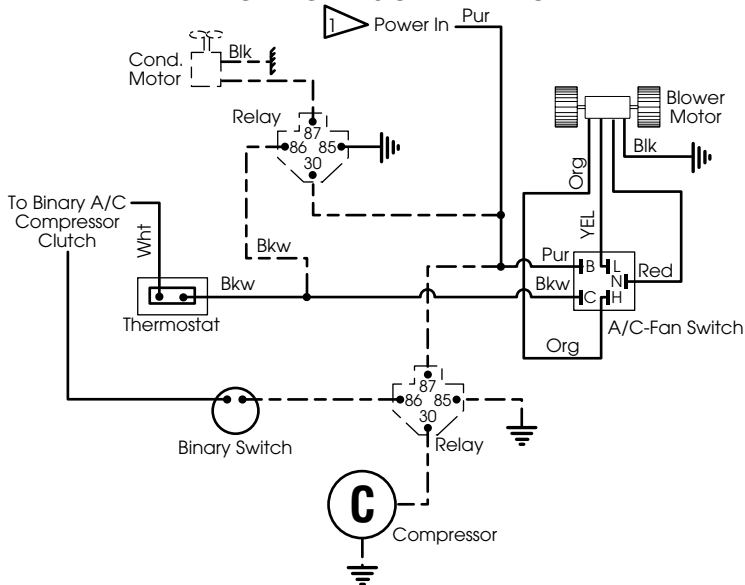 1
Power In
Pur
Cond.
Motor
Blk
Relay
87
86
85
30
Blower
Motor
Blk
Org
YEL
To Binary A/C
Compressor
Clutch
Wht
Bkw
Pur
B
L
N
Red
Bkw
Bkw
C
H
Thermostat
A/C-Fan Switch
Org
87
86
85
30
Relay
Binary Switch
C
Compressor